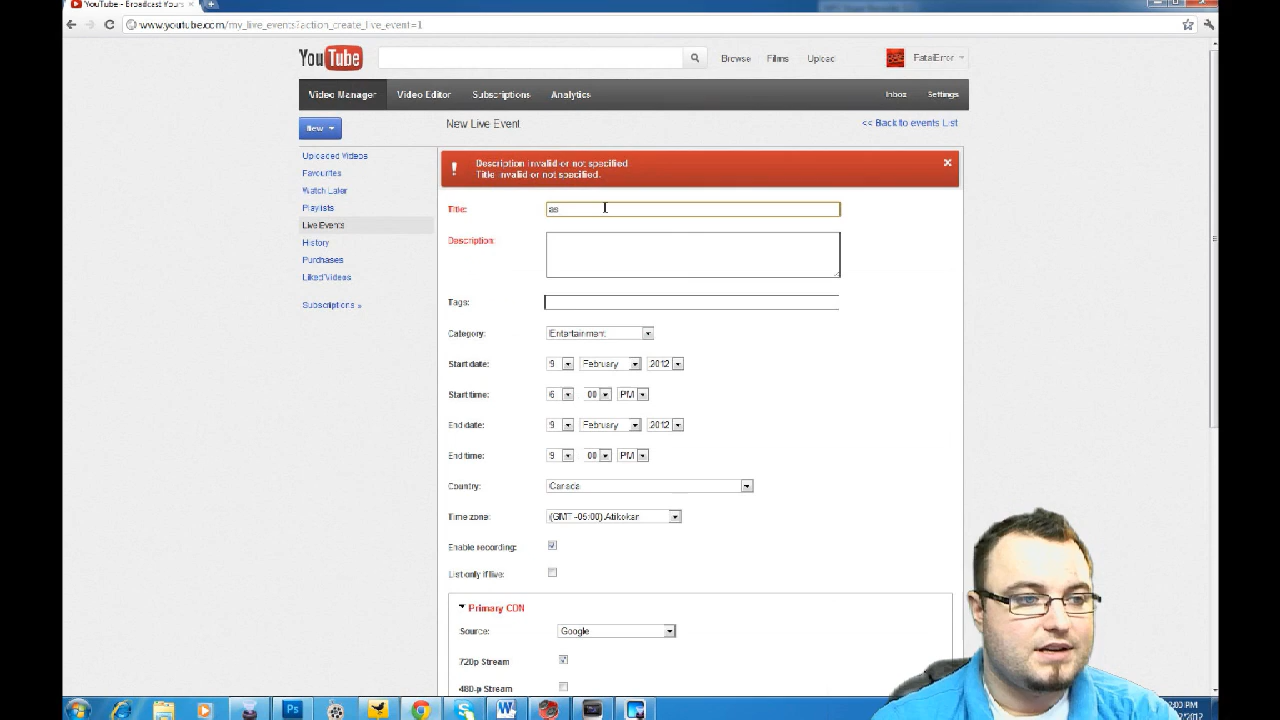 YouTube - Broadcast Yours
www.youtube.com/my_live_events?action_create_live_event=1
YouTube
Browse
Films
Upload
FatalError
Video Manager
Video Editor
Subscriptions
Analytics
Inbox
Settings
New
New Live Event
<< Back to events List
Uploaded Videos
Favourites
Watch Later
Playlists
Live Events
History
Purchases
Liked Videos
Subscriptions »
! Description invalid or not specified
Title invalid or not specified.
Title: as
Description:
Tags:
Category: Entertainment
Start date: 9 February 2012
Start time: 6 00 PM
End date: 9 February 2012
End time: 9 00 PM
Country: Canada
Time zone: (GMT -05:00) Atikokan
Enable recording:
List only if live:
Primary CDN
Source: Google
720p Stream
480-p Stream